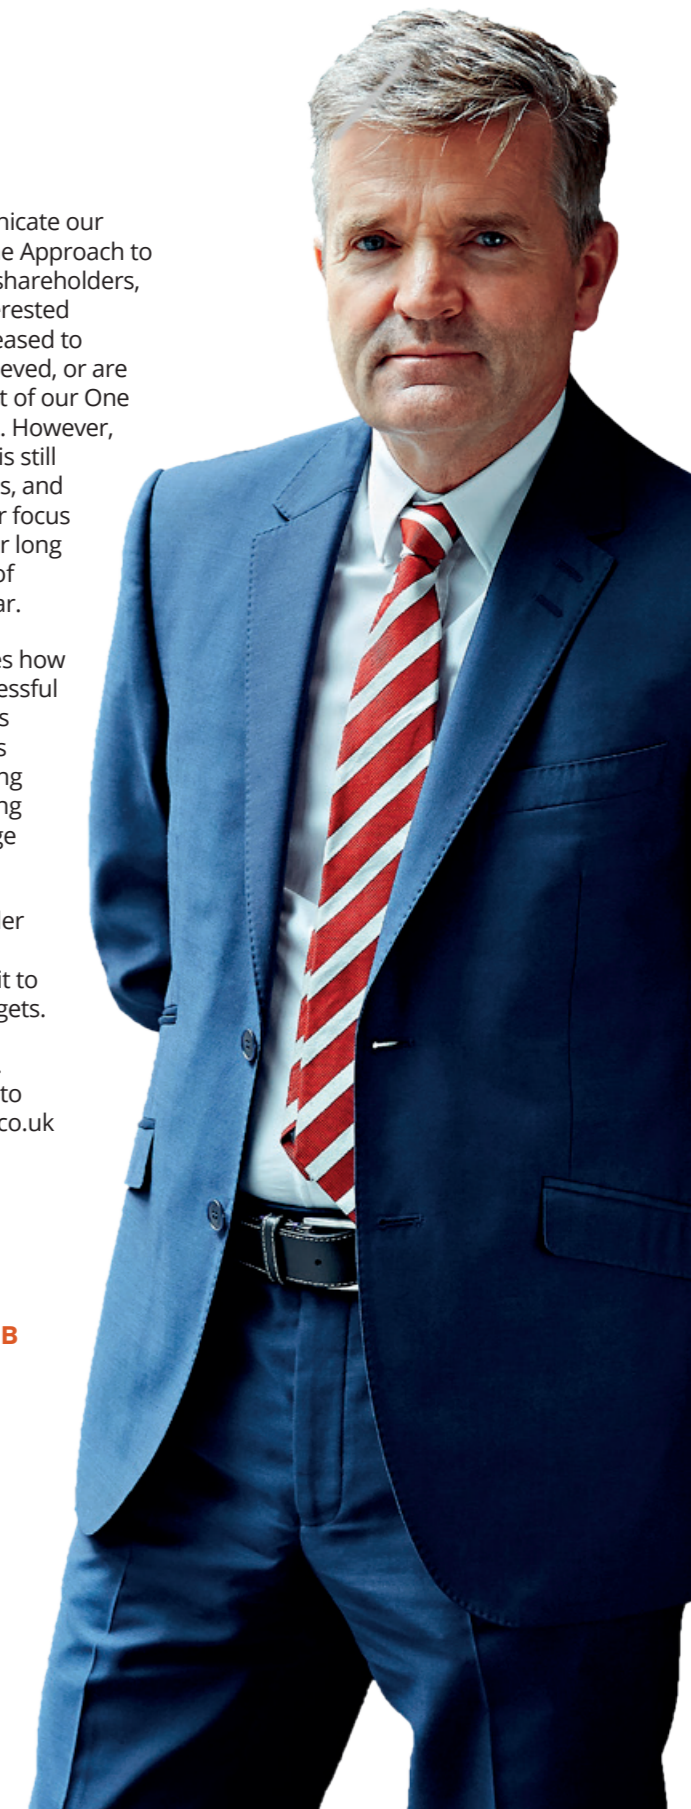 nicate our
e Approach to
shareholders,
rested
eased to
eved, or are
t of our One
. However,
is still
s, and
r focus
r long
of
ar.
es how
essful
s
s
ng
ng
ge
ler
it to
gets.
.
to
co.uk
B